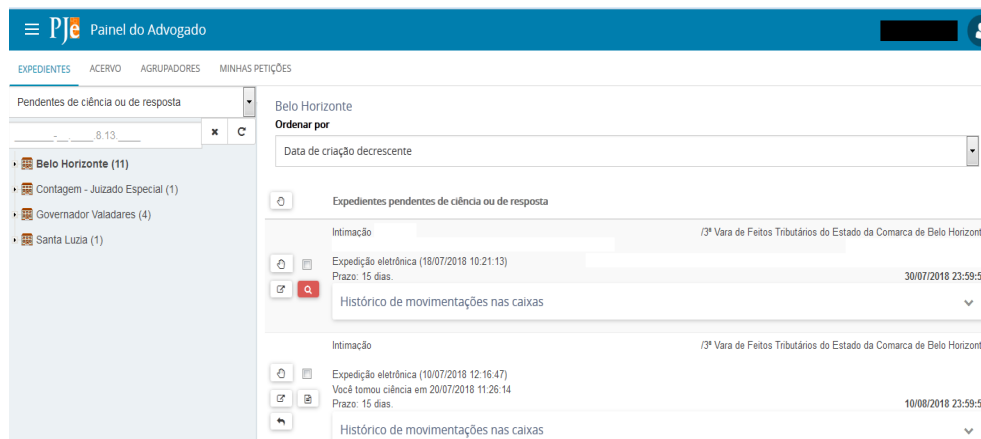 PJe Painel do Advogado
EXPEDIENTES ACERVO AGRUPADORES MINHAS PETIÇÕES
Pendentes de ciência ou de resposta
_______-__.____.8.13.____
Belo Horizonte (11)
Contagem - Juizado Especial (1)
Governador Valadares (4)
Santa Luzia (1)
Belo Horizonte
Ordenar por
Data de criação decrescente
Expedientes pendentes de ciência ou de resposta
Intimação /3ª Vara de Feitos Tributários do Estado da Comarca de Belo Horizont
Expedição eletrônica (18/07/2018 10:21:13)
Prazo: 15 dias. 30/07/2018 23:59:5
Histórico de movimentações nas caixas
Intimação /3ª Vara de Feitos Tributários do Estado da Comarca de Belo Horizont
Expedição eletrônica (10/07/2018 12:16:47)
Você tomou ciência em 20/07/2018 11:26:14
Prazo: 15 dias. 10/08/2018 23:59:5
Histórico de movimentações nas caixas